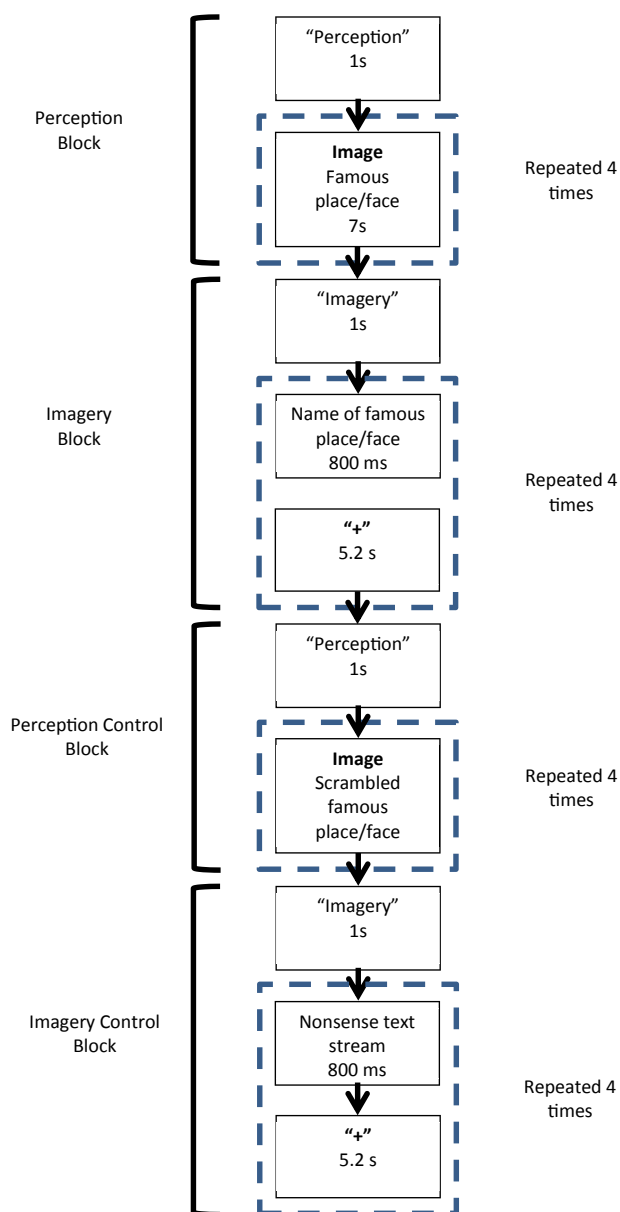 “Perception”
1s
Perception
Block
Image
Famous
place/face
7s
Repeated 4
times
“Imagery”
1s
Imagery
Block
Name of famous
place/face
800 ms
“+”
5.2 s
Repeated 4
times
“Perception”
1s
Perception Control
Block
Image
Scrambled
famous
place/face
Repeated 4
times
“Imagery”
1s
Imagery Control
Block
Nonsense text
stream
800 ms
“+”
5.2 s
Repeated 4
times